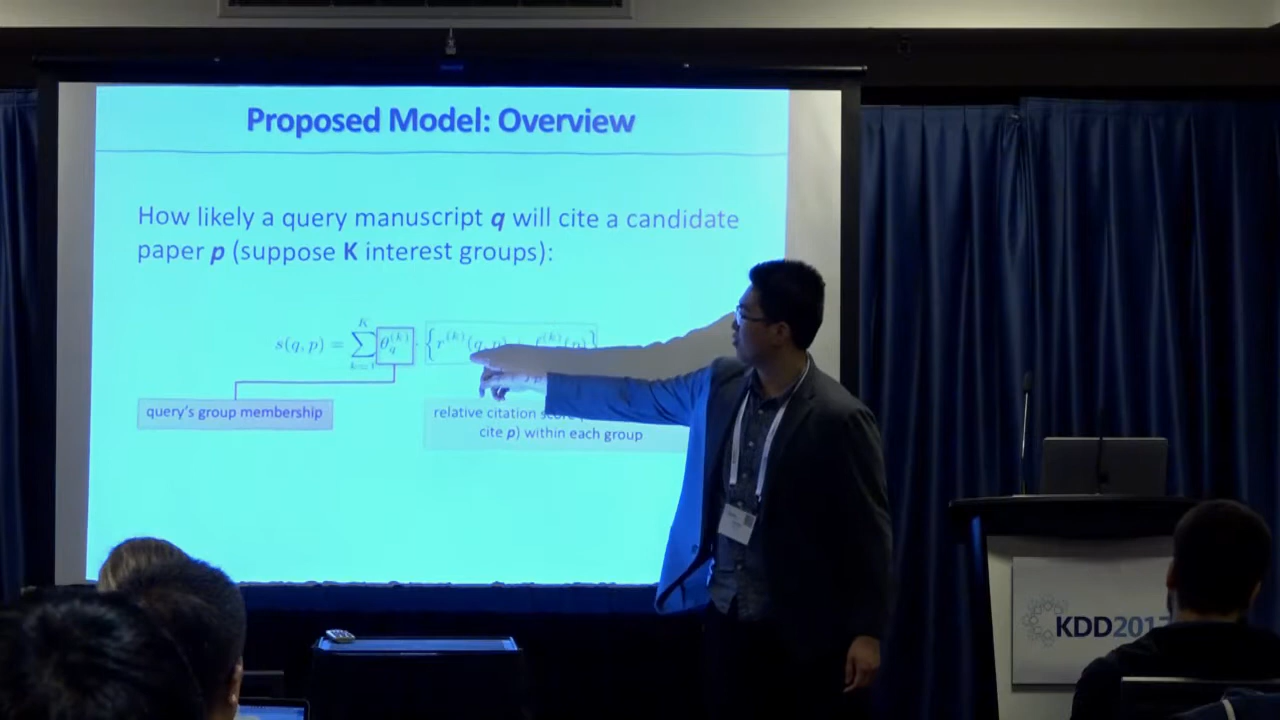 Proposed Model: Overview
How likely a query manuscript q will cite a candidate
paper p (suppose K interest groups):
s(q, p) = ∑ θ_q^(k) · { r^(k)(q, p) + f^(k)(p) }
query's group membership
relative citation
cite p) within each group
KDD201